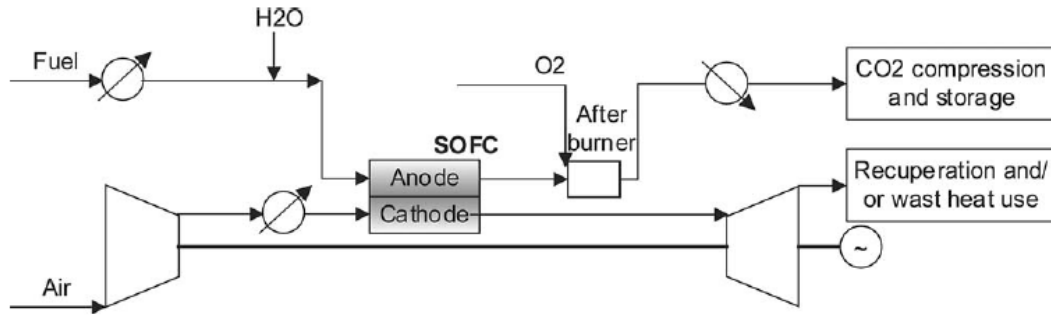 H2O
Fuel
O2
CO2 compression
and storage
After
burner
SOFC
Anode
Cathode
Recuperation and/
or wast heat use
~
Air